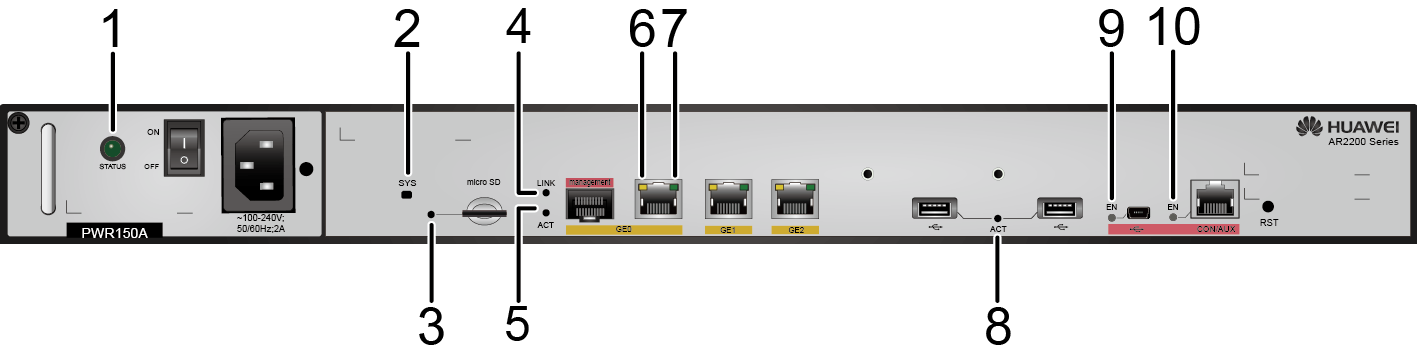 1
2
4
6 7
9
10
HUAWEI
AR2200 Series
ON
OFF
STATUS
SYS
micro SD
LINK
management
EN
EN
~100-240V;
50/60Hz;2A
PWR150A
ACT
GE0
GE1
GE2
ACT
CON/AUX
RST
3
5
8